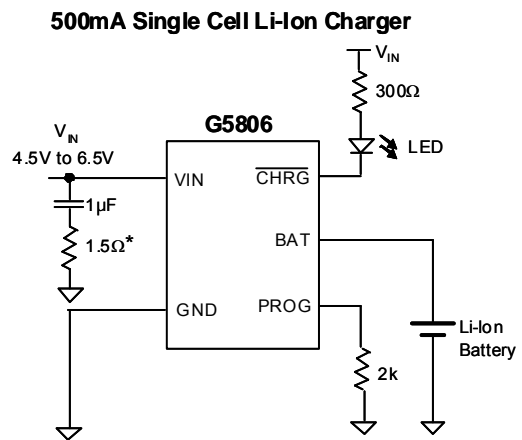 500mA Single Cell Li-Ion Charger
VIN
300Ω
G5806
LED
VIN
4.5V to 6.5V
VIN
CHRG
1µF
1.5Ω*
BAT
GND
PROG
Li-Ion
Battery
2k